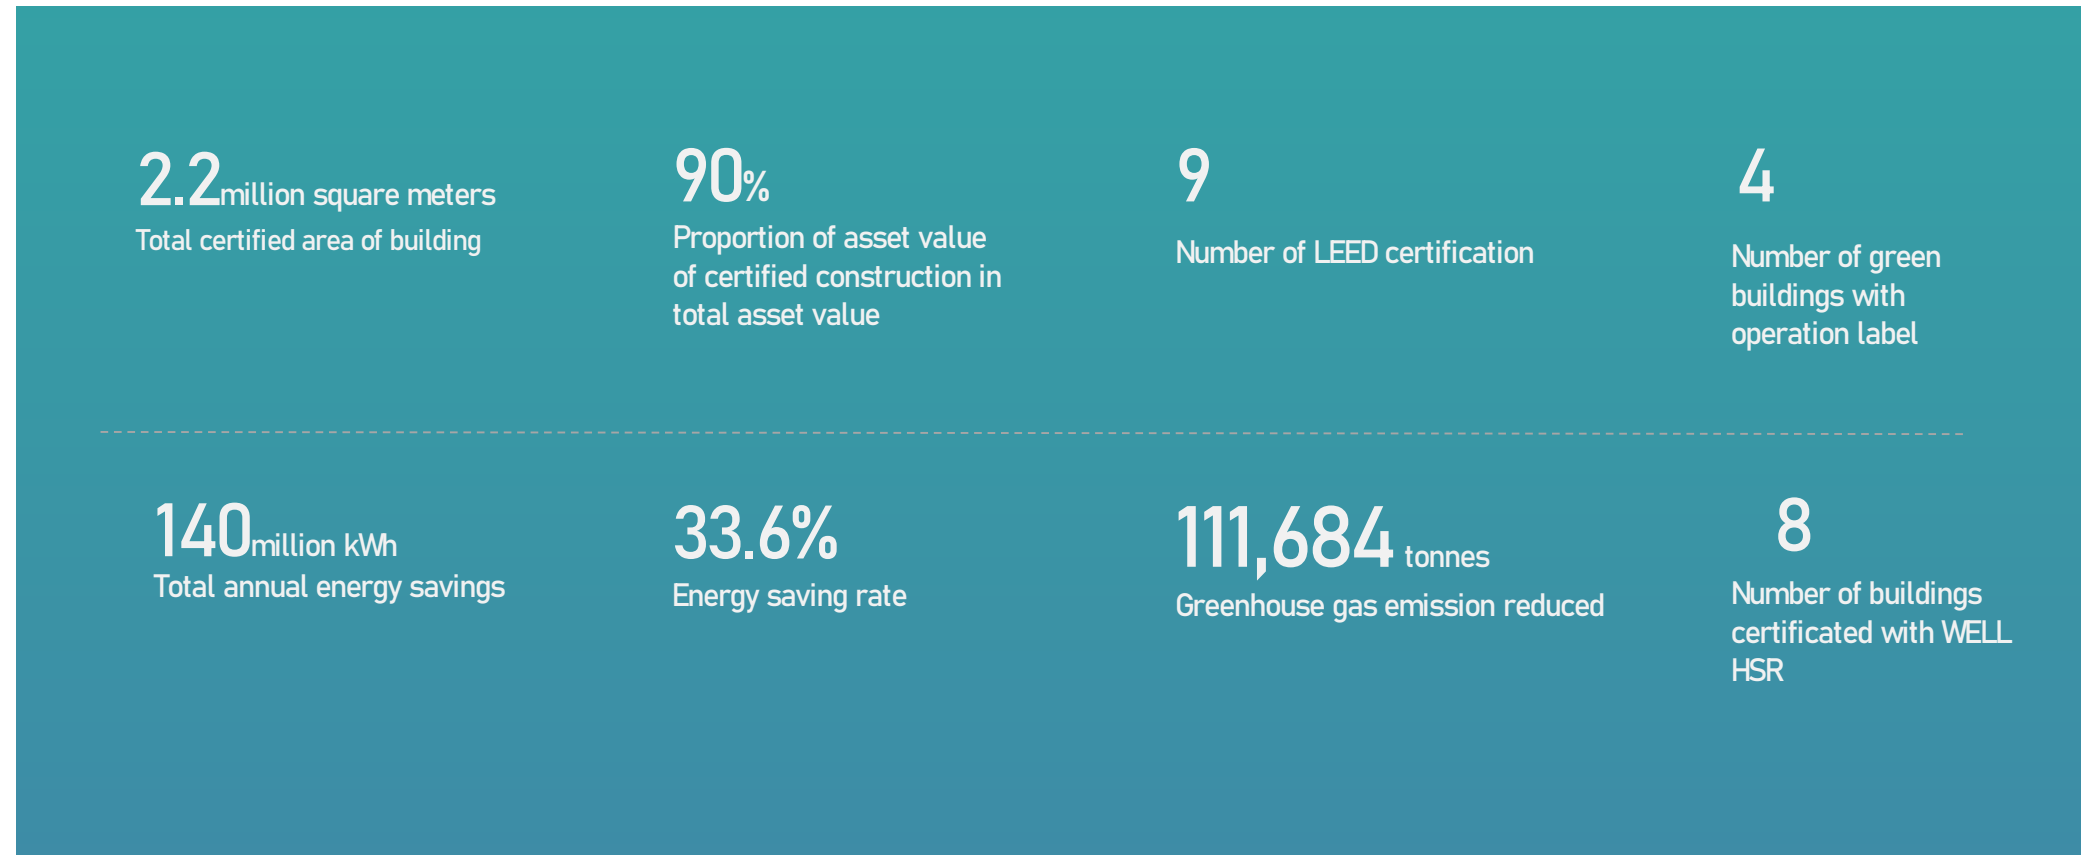 2.2million square meters
Total certified area of building
90%
Proportion of asset value
of certified construction in
total asset value
9
Number of LEED certification
4
Number of green
buildings with
operation label
140million kWh
Total annual energy savings
33.6%
Energy saving rate
111,684 tonnes
Greenhouse gas emission reduced
8
Number of buildings
certificated with WELL
HSR